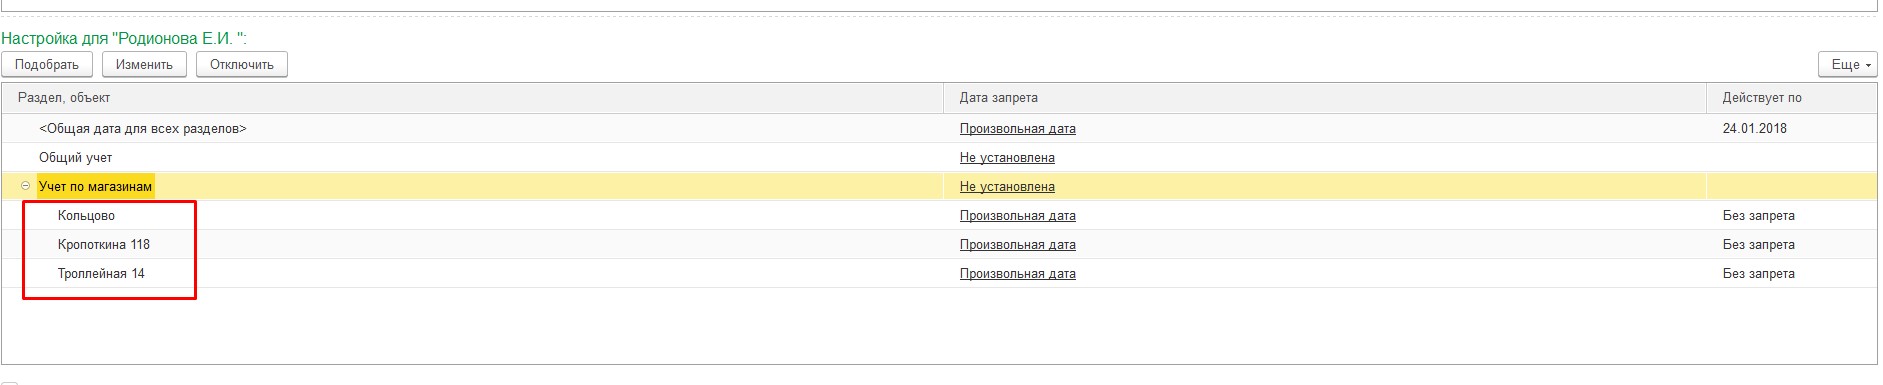 Настройка для "Родионова Е.И. ":
Подобрать Изменить Отключить Еще
Раздел, объект Дата запрета Действует по
<Общая дата для всех разделов> Произвольная дата 24.01.2018
Общий учет Не установлена
Учет по магазинам Не установлена
Кольцово Произвольная дата Без запрета
Кропоткина 118 Произвольная дата Без запрета
Троллейная 14 Произвольная дата Без запрета